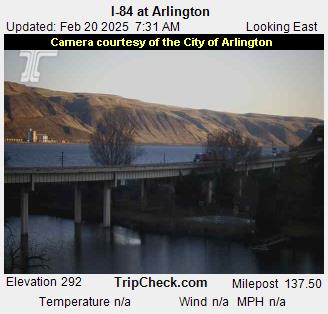 I-84 at Arlington
Updated: Feb 20 2025 7:31 AM Looking East
Camera courtesy of the City of Arlington
Elevation 292 TripCheck.com Milepost 137.50
Temperature n/a Wind n/a MPH n/a